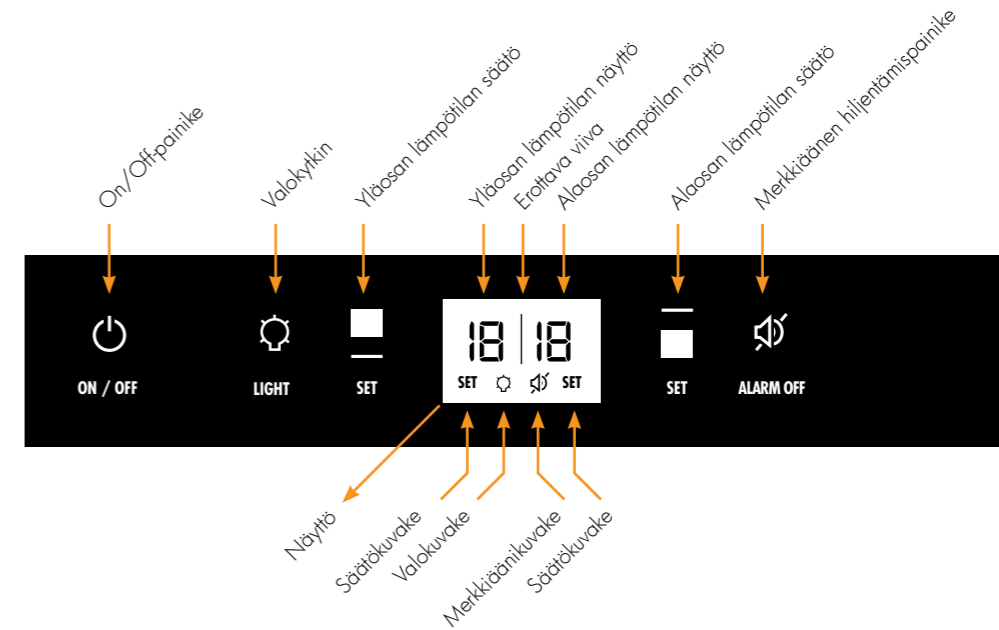 On/Off-painike
Valokytkin
Yläosan lämpötilan säätö
Yläosan lämpötilan näyttö
Erottava viiva
Alaosan lämpötilan näyttö
Alaosan lämpötilan säätö
Merkkiäänen hiljentämispainike
18 18
SET SET
ON / OFF
LIGHT
SET
SET
ALARM OFF
Näyttö
Säätökuvake
Valokuvake
Merkkiäänikuvake
Säätökuvake